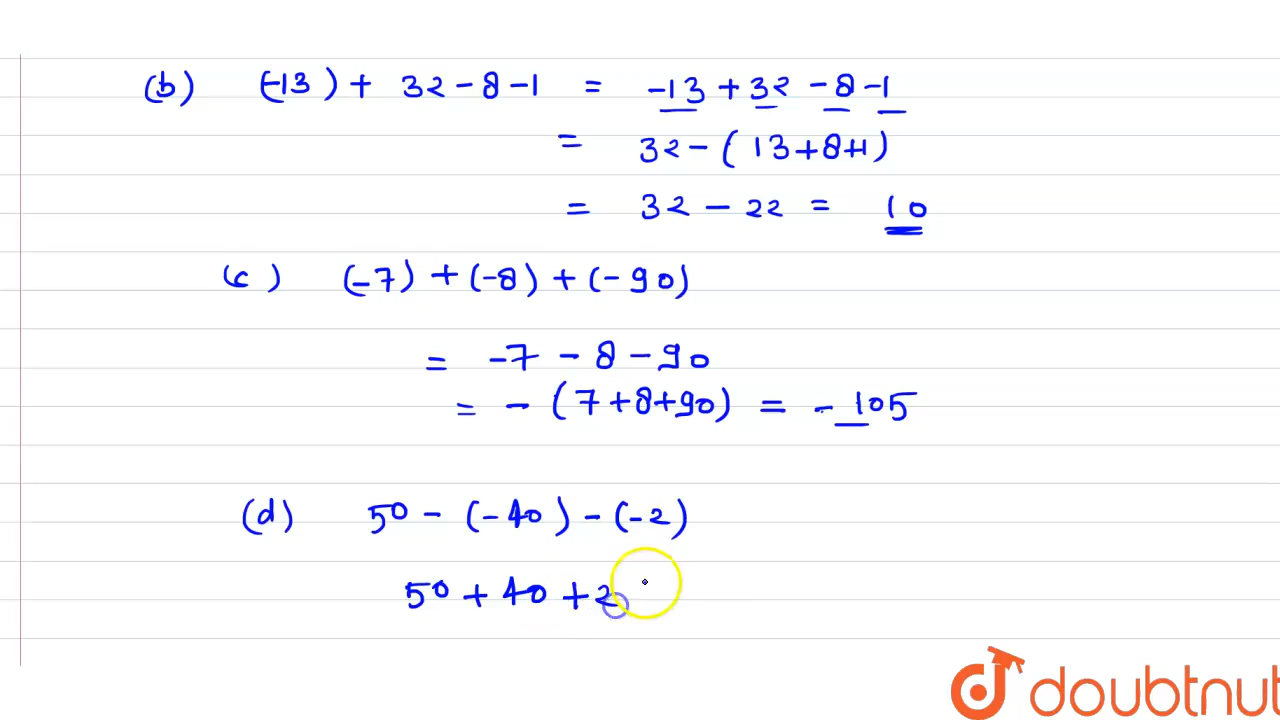 (b) (-13) + 32 - 8 - 1 = -13 + 32 - 8 - 1
= 32 - (13+8+1)
= 32 - 22 = 10
(c) (-7) + (-8) + (-90)
= -7 - 8 - 90
= - (7+8+90) = -105
(d) 50 - (-40) - (-2)
50 + 40 + 2
doubtnut